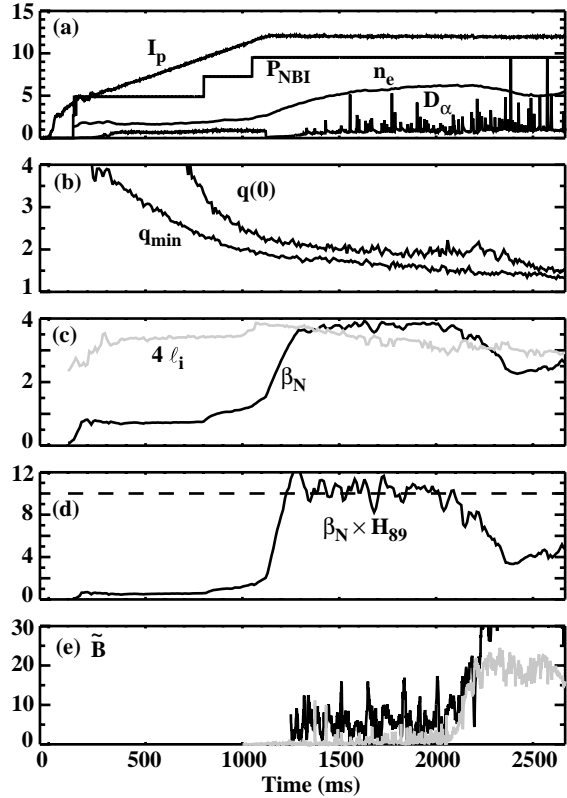 15
(a)
I_p
P_NBI
n_e
D_α
10
5
0
4
(b)
q(0)
q_min
3
2
1
4
(c)
4 ℓ_i
β_N
2
0
12
(d)
β_N × H_89
8
4
0
30
(e) B̃
20
10
0
0 500 1000 1500 2000 2500
Time (ms)